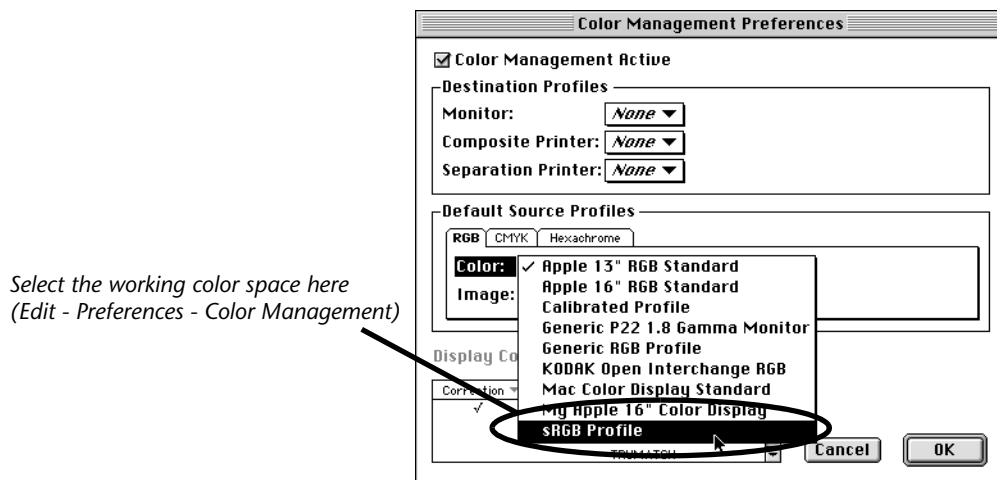 Color Management Preferences
Color Management Active
Destination Profiles
Monitor: None
Composite Printer: None
Separation Printer: None
Default Source Profiles
RGB CMYK Hexachrome
Color: ✓ Apple 13" RGB Standard
Apple 16" RGB Standard
Image:
Calibrated Profile
Generic P22 1.8 Gamma Monitor
Generic RGB Profile
KODAK Open Interchange RGB
Mac Color Display Standard
My Apple 16" Color Display
sRGB Profile
Select the working color space here
(Edit - Preferences - Color Management)
Display Co
Correction
✓
TRUMATCH
Cancel OK